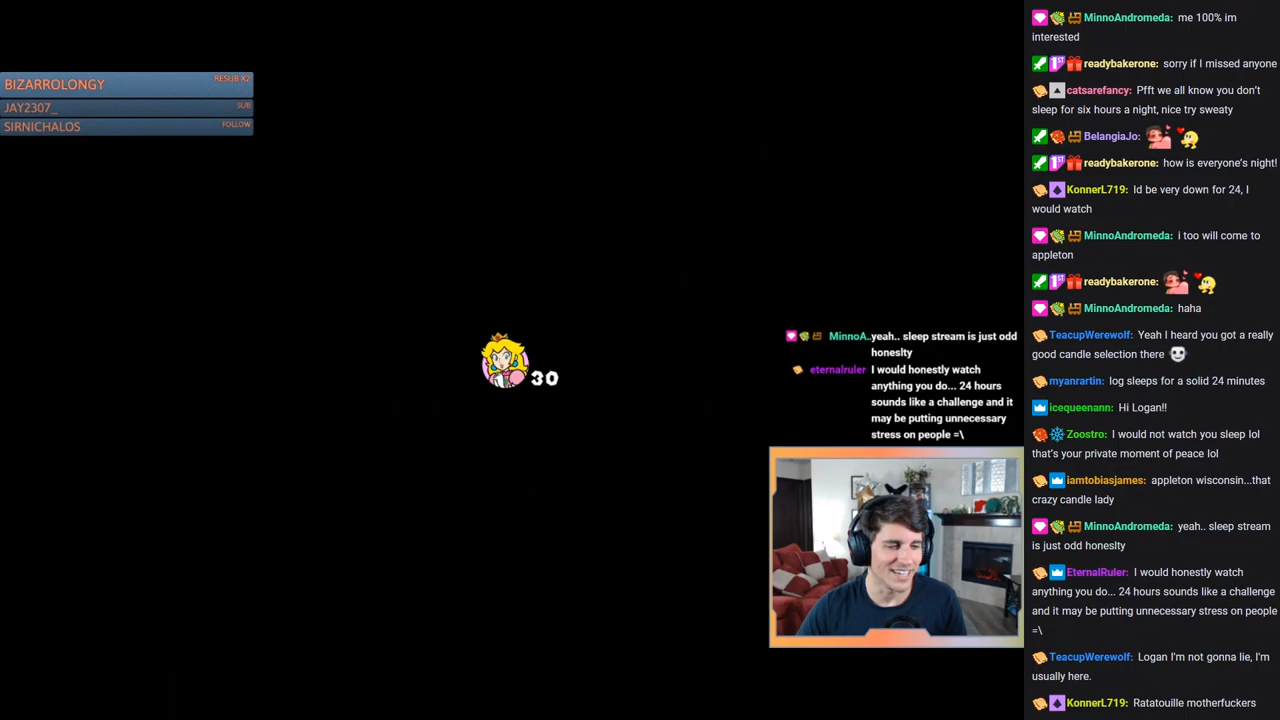 BIZARROLONGY RESUB X2
JAY2307_ SUB
SIRNICHALOS FOLLOW
30
MinnoA.. yeah.. sleep stream is just odd
honeslty
eternalruler I would honestly watch
anything you do... 24 hours
sounds like a challenge and it
may be putting unnecessary
stress on people =\
MinnoAndromeda: me 100% im
interested
readybakerone: sorry if I missed anyone
catsarefancy: Pfft we all know you don't
sleep for six hours a night, nice try sweaty
BelangiaJo:
readybakerone: how is everyone's night!
KonnerL719: Id be very down for 24, I
would watch
MinnoAndromeda: i too will come to
appleton
readybakerone:
MinnoAndromeda: haha
TeacupWerewolf: Yeah I heard you got a really
good candle selection there
myanrartin: log sleeps for a solid 24 minutes
icequeenann: Hi Logan!!
Zoostro: I would not watch you sleep lol
that's your private moment of peace lol
iamtobiasjames: appleton wisconsin...that
crazy candle lady
MinnoAndromeda: yeah.. sleep stream
is just odd honeslty
EternalRuler: I would honestly watch
anything you do... 24 hours sounds like a challenge
and it may be putting unnecessary stress on people
=\
TeacupWerewolf: Logan I'm not gonna lie, I'm
usually here.
KonnerL719: Ratatouille motherfuckers